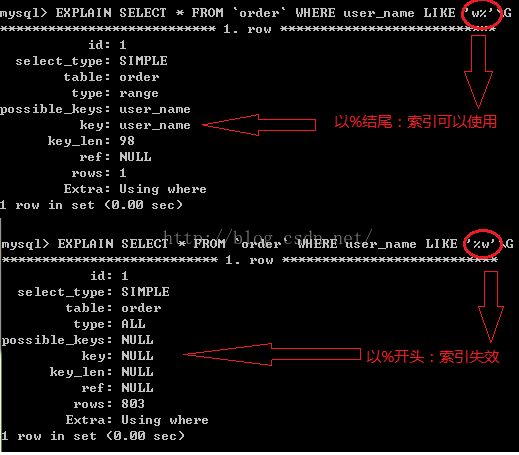 mysql> EXPLAIN SELECT * FROM `order` WHERE user_name LIKE 'w%'\G
*************************** 1. row ***************************
id: 1
select_type: SIMPLE
table: order
type: range
possible_keys: user_name
key: user_name
以%结尾：索引可以使用
key_len: 98
ref: NULL
rows: 1
Extra: Using where
1 row in set (0.00 sec)
http://blog.csdn.net/
mysql> EXPLAIN SELECT * FROM `order` WHERE user_name LIKE '%w'\G
*************************** 1. row ***************************
id: 1
select_type: SIMPLE
table: order
type: ALL
possible_keys: NULL
key: NULL
以%开头：索引失效
key_len: NULL
ref: NULL
rows: 803
Extra: Using where
1 row in set (0.00 sec)